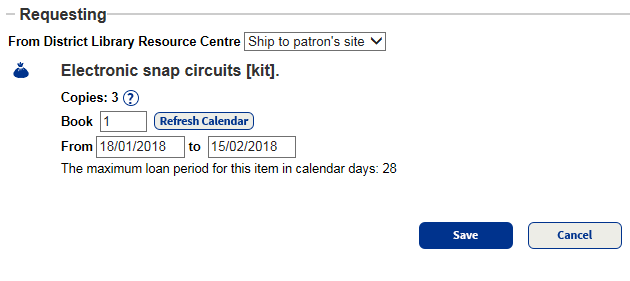 Requesting
From District Library Resource Centre Ship to patron's site
Electronic snap circuits [kit].
Copies: 3 ?
Book 1 Refresh Calendar
From 18/01/2018 to 15/02/2018
The maximum loan period for this item in calendar days: 28
Save Cancel